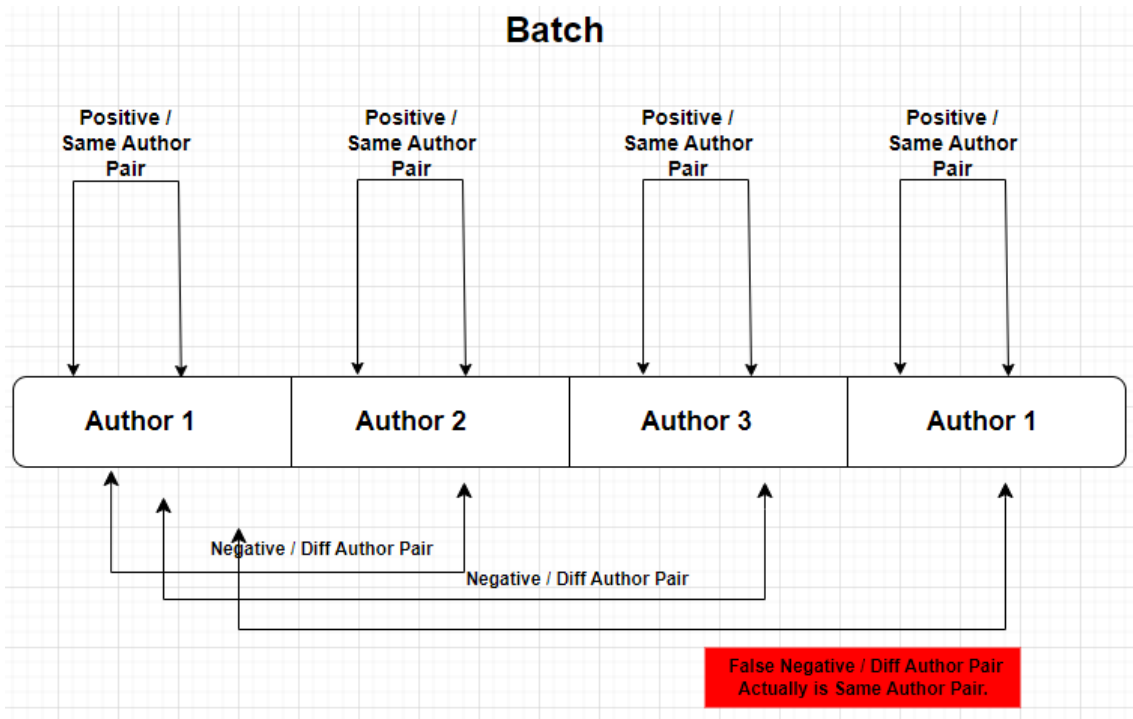 Batch
Positive /
Same Author
Pair
Positive /
Same Author
Pair
Positive /
Same Author
Pair
Positive /
Same Author
Pair
Author 1
Author 2
Author 3
Author 1
Negative / Diff Author Pair
Negative / Diff Author Pair
False Negative / Diff Author Pair
Actually is Same Author Pair.